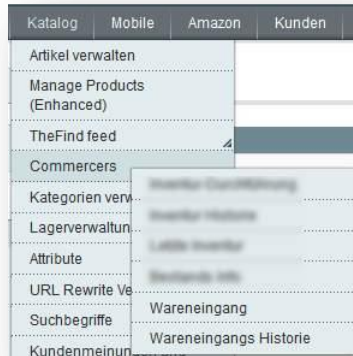 Katalog Mobile Amazon Kunden
Artikel verwalten
Manage Products
(Enhanced)
TheFind feed
Commercers
Kategorien verw
Lagerverwaltun
Attribute
URL Rewrite Ve
Suchbegriffe
Kundenmeinun
Wareneingang
Wareneingangs Historie